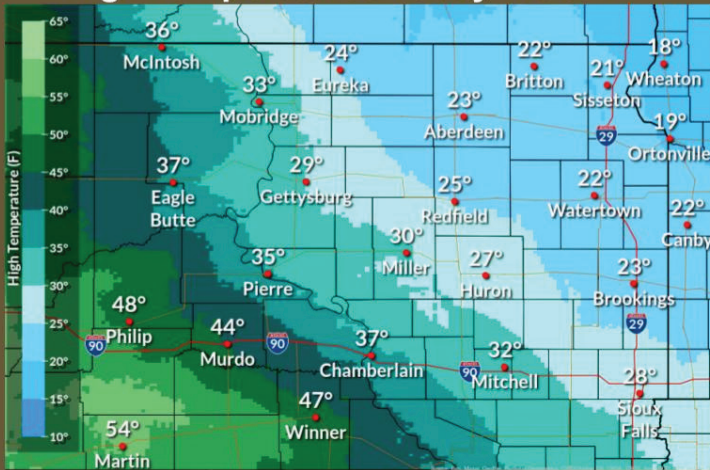 65°
60°
55°
50°
45°
40°
35°
30°
25°
20°
15°
10°
High Temperature (F)
36°
McIntosh
24°
Eureka
22°
Britton
18°
Wheaton
21°
Sisseton
33°
Mobridge
23°
Aberdeen
29
19°
Ortonville
37°
Eagle
Butte
29°
Gettysburg
25°
Redfield
22°
Watertown
22°
Canby
30°
Miller
35°
Pierre
27°
Huron
23°
Brookings
48°
Philip
90
44°
Murdo
90
37°
Chamberlain
90
32°
Mitchell
29
28°
Sioux
Falls
47°
Winner
54°
Martin